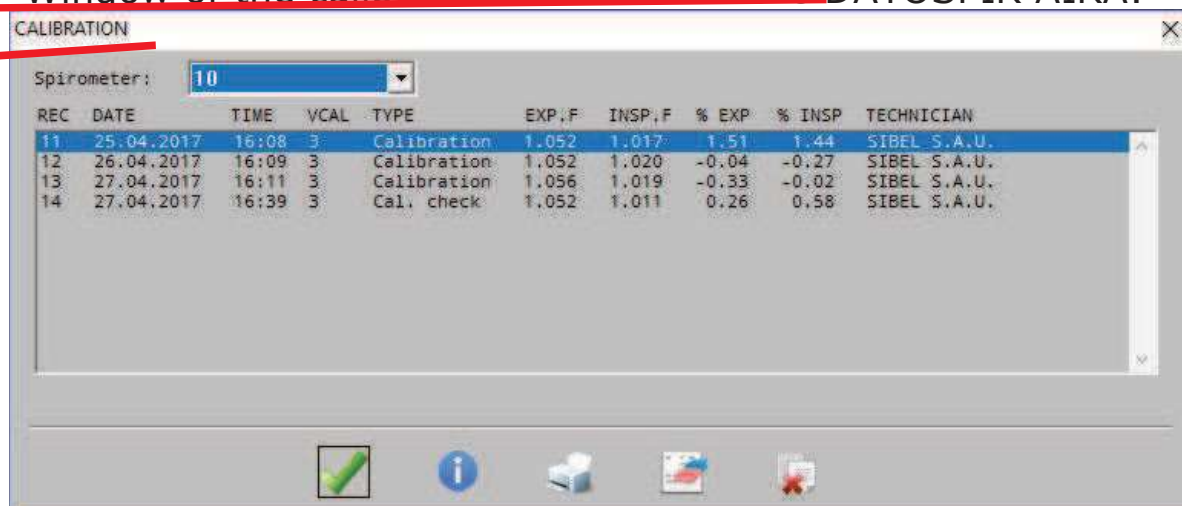 CALIBRATION
Spirometer: 10
REC DATE TIME VCAL TYPE EXP.F INSP.F % EXP % INSP TECHNICIAN
11 25.04.2017 16:08 3 Calibration 1.052 1.017 1.51 1.44 SIBEL S.A.U.
12 26.04.2017 16:09 3 Calibration 1.052 1.020 -0.04 -0.27 SIBEL S.A.U.
13 27.04.2017 16:11 3 Calibration 1.056 1.019 -0.33 -0.02 SIBEL S.A.U.
14 27.04.2017 16:39 3 Cal. check 1.052 1.011 0.26 0.58 SIBEL S.A.U.